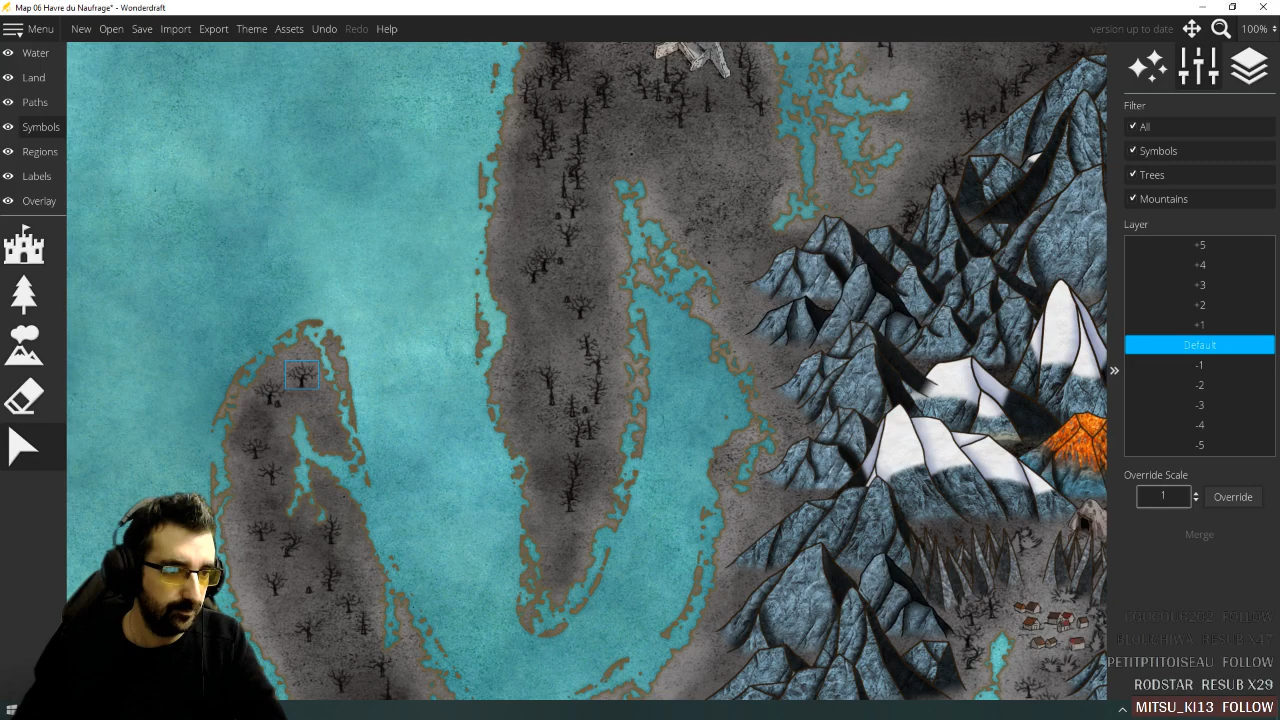 Map 06 Havre du Naufrage* - Wonderdraft
Menu New Open Save Import Export Theme Assets Undo Redo Help version up to date 100%
Water
Land
Paths
Symbols
Regions
Labels
Overlay
Filter
All
Symbols
Trees
Mountains
Layer
+5
+4
+3
+2
+1
Default
-1
-2
-3
-4
-5
Override Scale
1 Override
Merge
PETITPTITOISEAU FOLLOW
RODSTAR RESUB X29
MITSU_KI13 FOLLOW